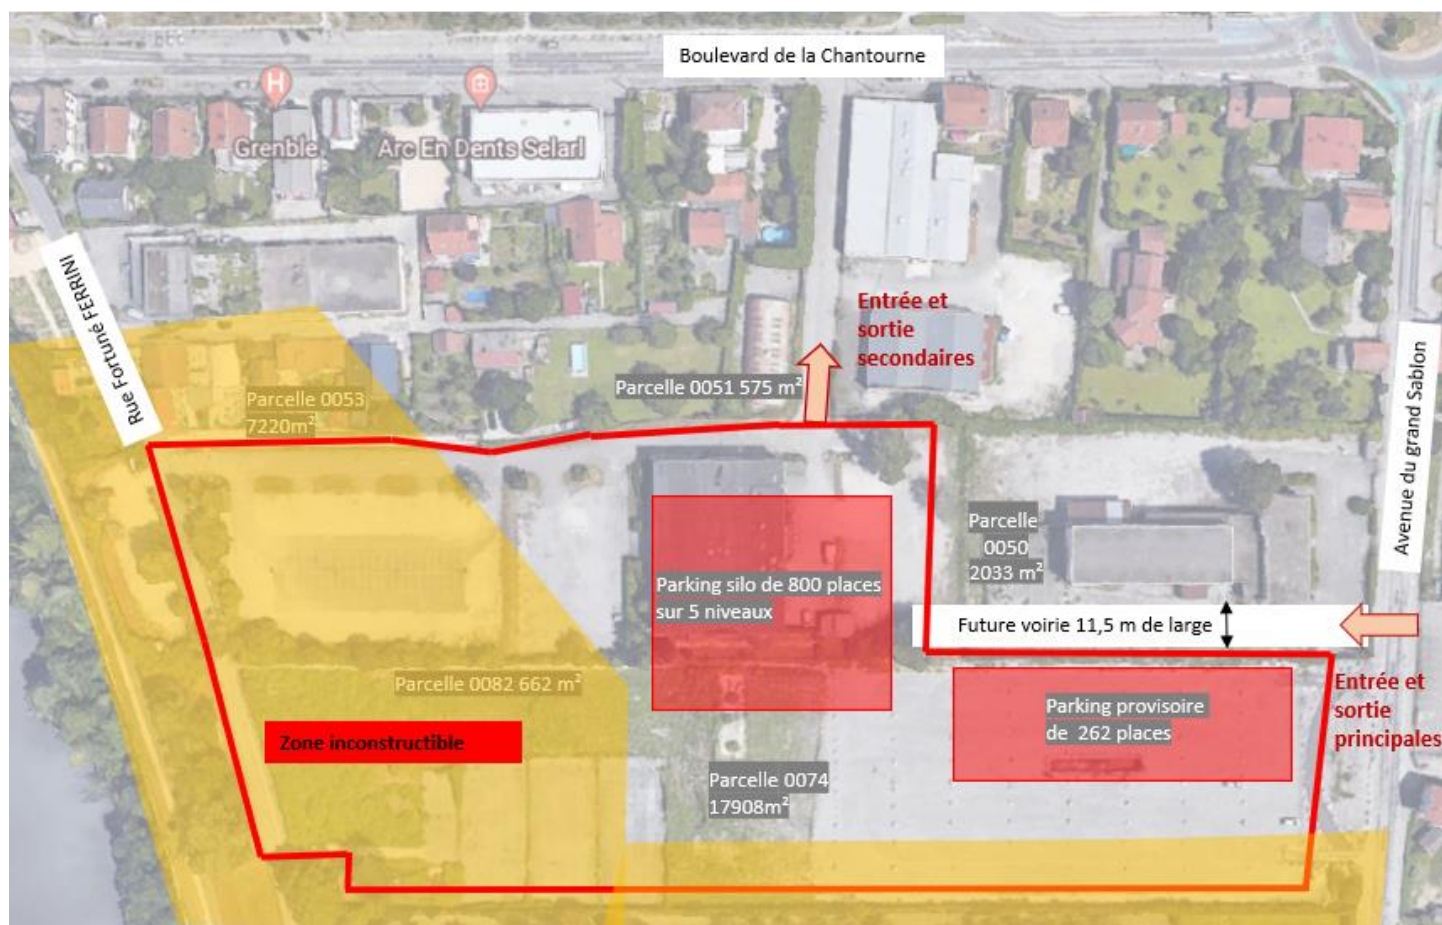 Boulevard de la Chantourne
Grenble
Arc En Dents Selarl
Rue Fortuné FERRINI
Entrée et
sortie
secondaires
Parcelle 0051 575 m²
Parcelle 0053
7220m²
Avenue du grand Sablon
Parcelle
0050
2033 m²
Parking silo de 800 places
sur 5 niveaux
Future voirie 11,5 m de large
Parcelle 0082 662 m²
Entrée et
sortie
principales
Parking provisoire
de 262 places
Zone inconstructible
Parcelle 0074
17908m²